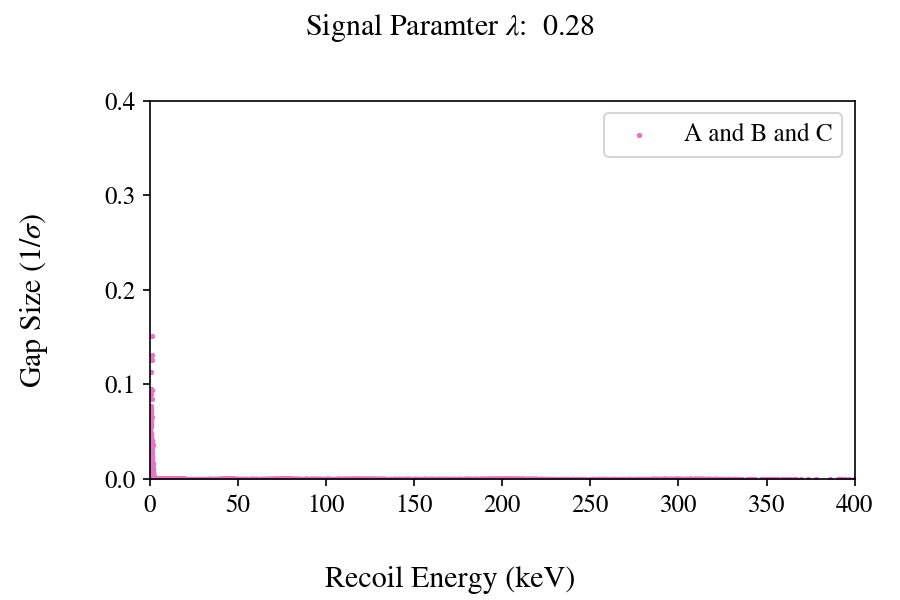 Signal Paramter λ: 0.28
A and B and C
0.4
0.3
0.2
0.1
0.0
Gap Size (1/σ)
0 50 100 150 200 250 300 350 400
Recoil Energy (keV)